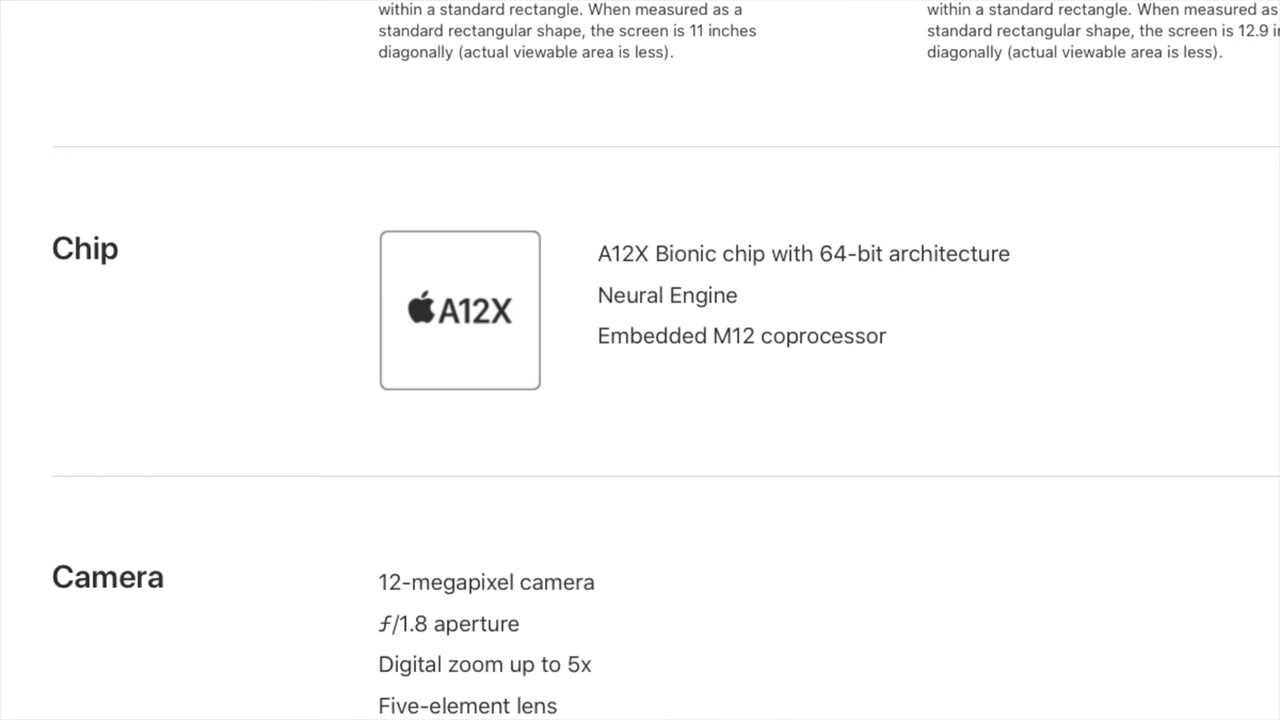 within a standard rectangle. When measured as a
standard rectangular shape, the screen is 11 inches
diagonally (actual viewable area is less).
within a standard rectangle. When measured as
standard rectangular shape, the screen is 12.9
diagonally (actual viewable area is less).
Chip
A12X
A12X Bionic chip with 64-bit architecture
Neural Engine
Embedded M12 coprocessor
Camera
12-megapixel camera
ƒ/1.8 aperture
Digital zoom up to 5x
Five-element lens